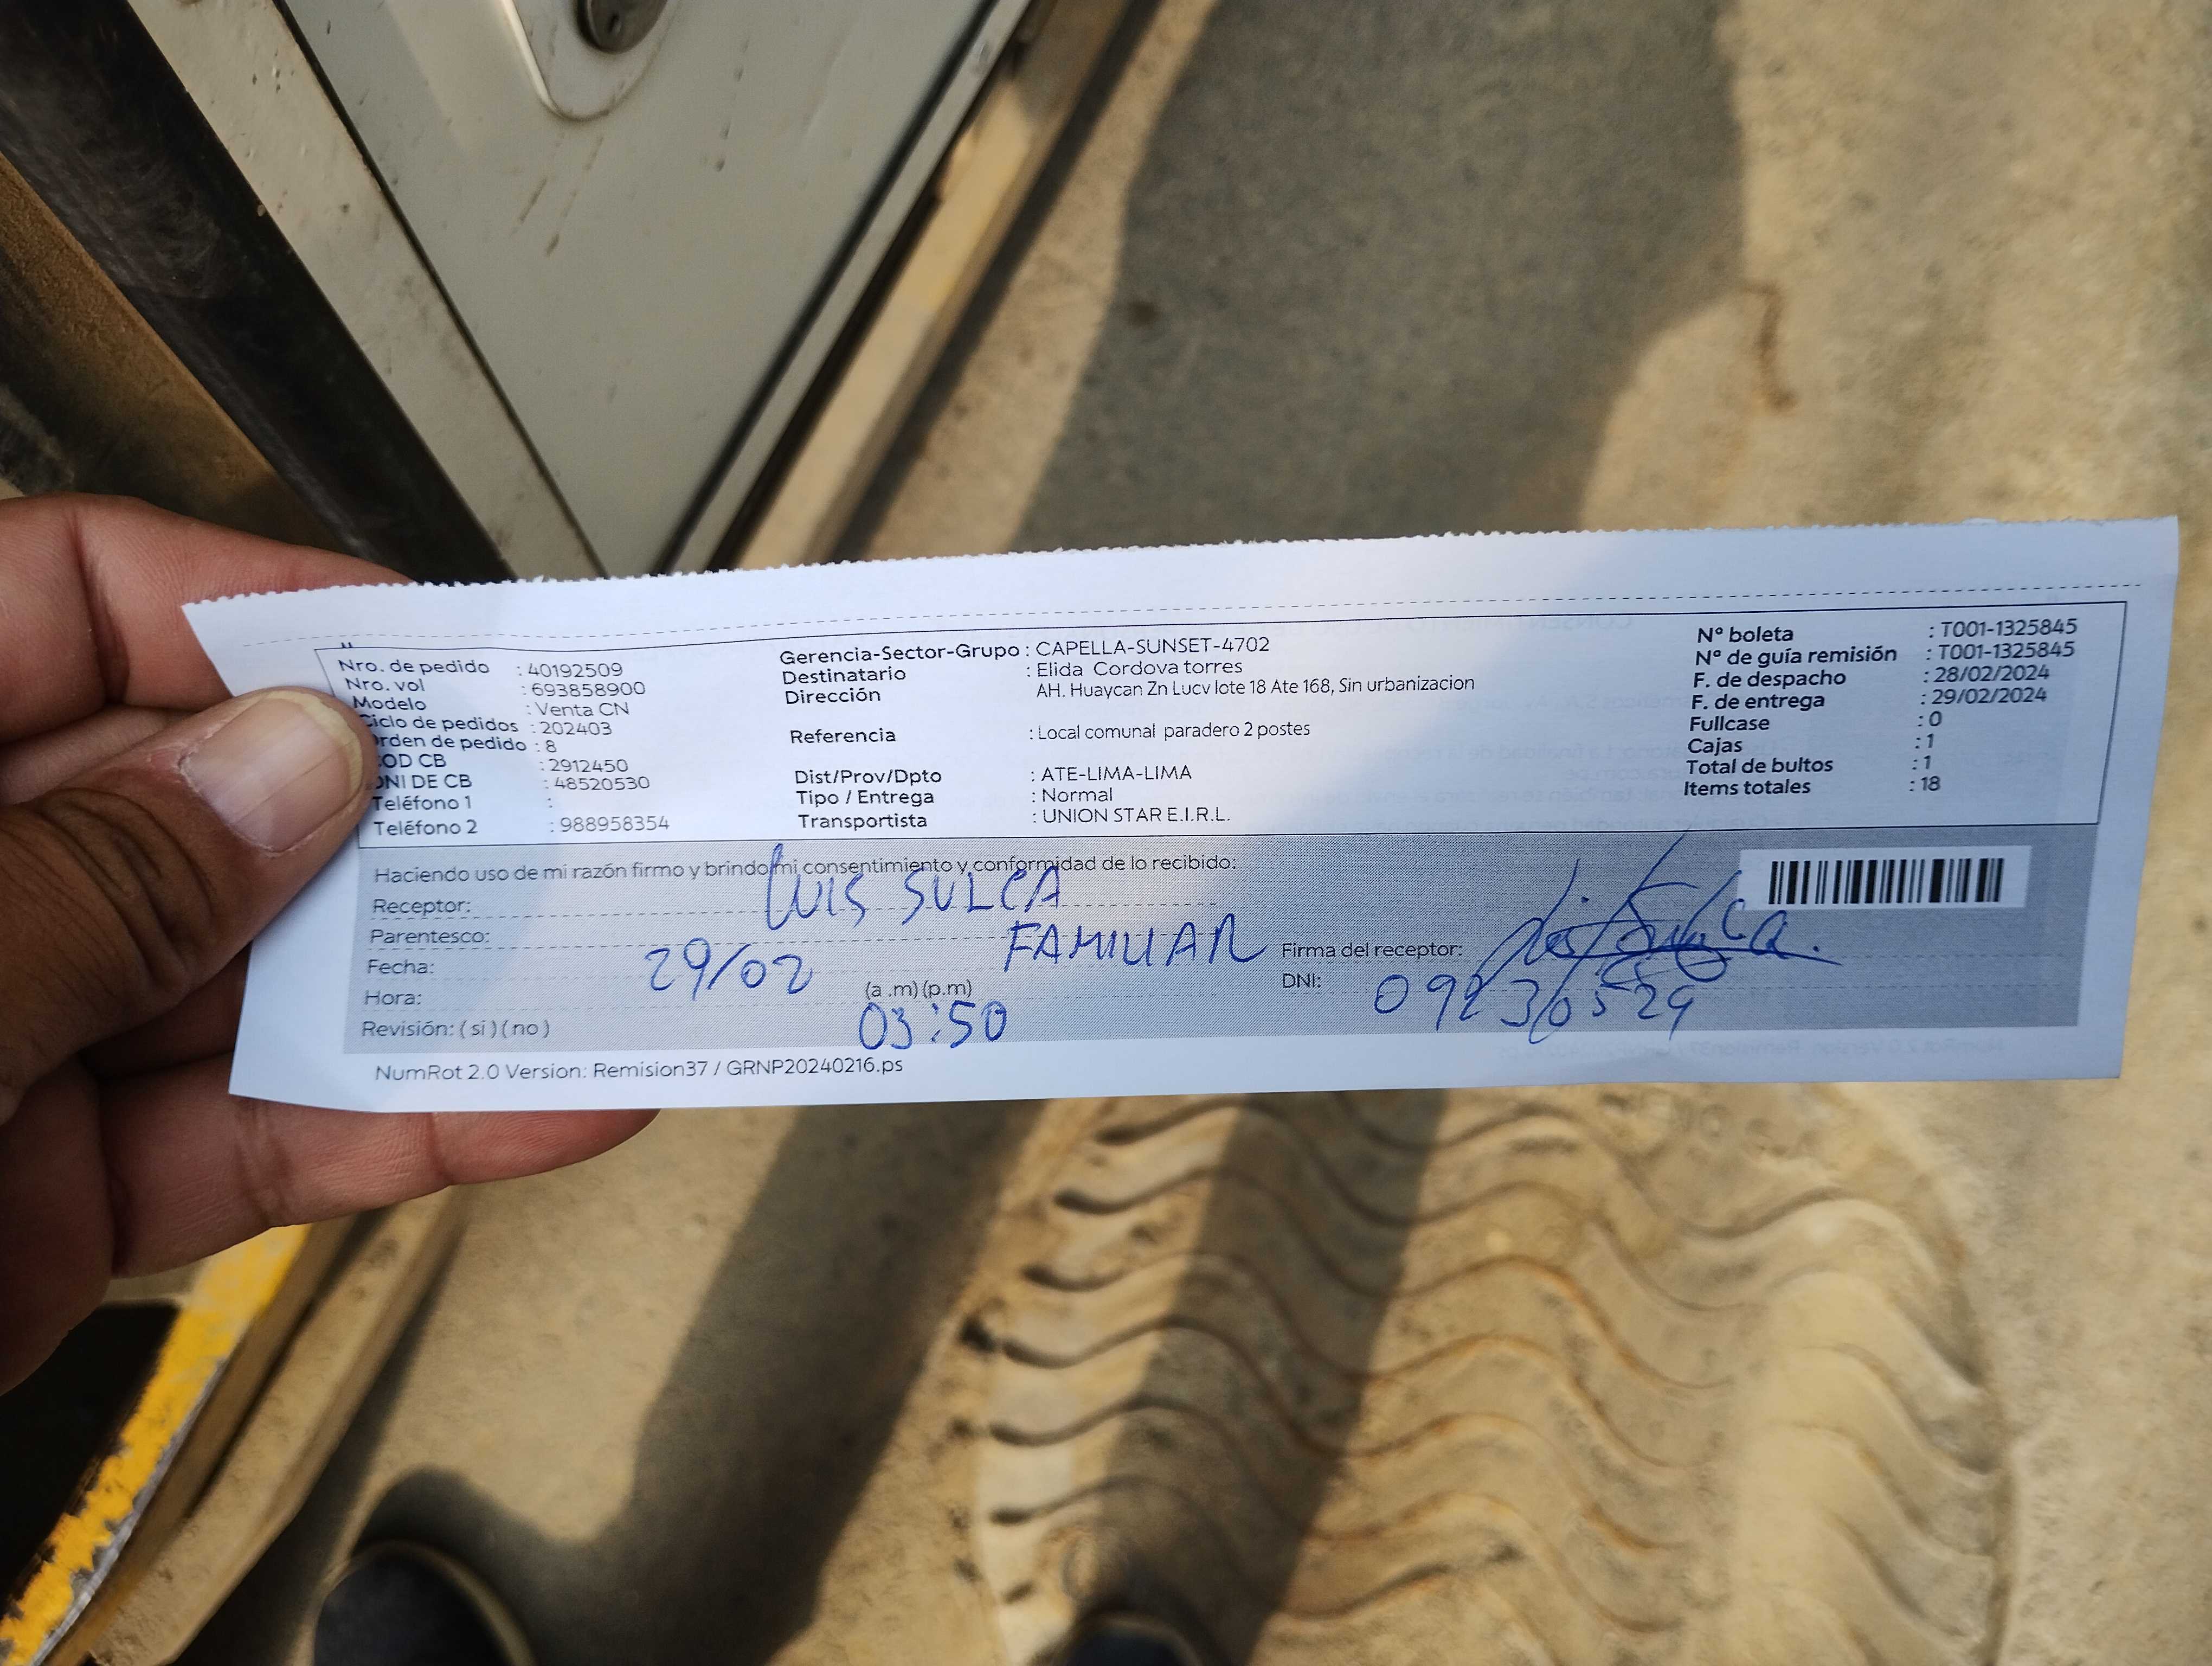 Nro. de pedido : 40192509
Nro. vol : 693858900
Modelo : Venta CN
Ciclo de pedidos : 202403
rden de pedido : 8
OD CB : 2912450
DNI DE CB : 48520530
Teléfono 1 :
Teléfono 2 : 988958354
Gerencia-Sector-Grupo : CAPELLA-SUNSET-4702
Destinatario : Elida Cordova torres
Dirección AH. Huaycan Zn Lucv lote 18 Ate 168, Sin urbanizacion
Referencia : Local comunal paradero 2 postes
Dist/Prov/Dpto : ATE-LIMA-LIMA
Tipo / Entrega : Normal
Transportista : UNION STAR E.I.R.L.
N° boleta : T001-1325845
N° de guía remisión : T001-1325845
F. de despacho : 28/02/2024
F. de entrega : 29/02/2024
Fullcase : 0
Cajas : 1
Total de bultos : 1
Items totales : 18
Haciendo uso de mi razón firmo y brindo mi consentimiento y conformidad de lo recibido:
Receptor: LUIS SULCA
Parentesco: FAMILIAR
Fecha: 29/02
Hora: (a .m) (p.m) 03:50
Revisión: ( si ) ( no )
Firma del receptor:
DNI:
NumRot 2.0 Version: Remision37 / GRNP20240216.ps